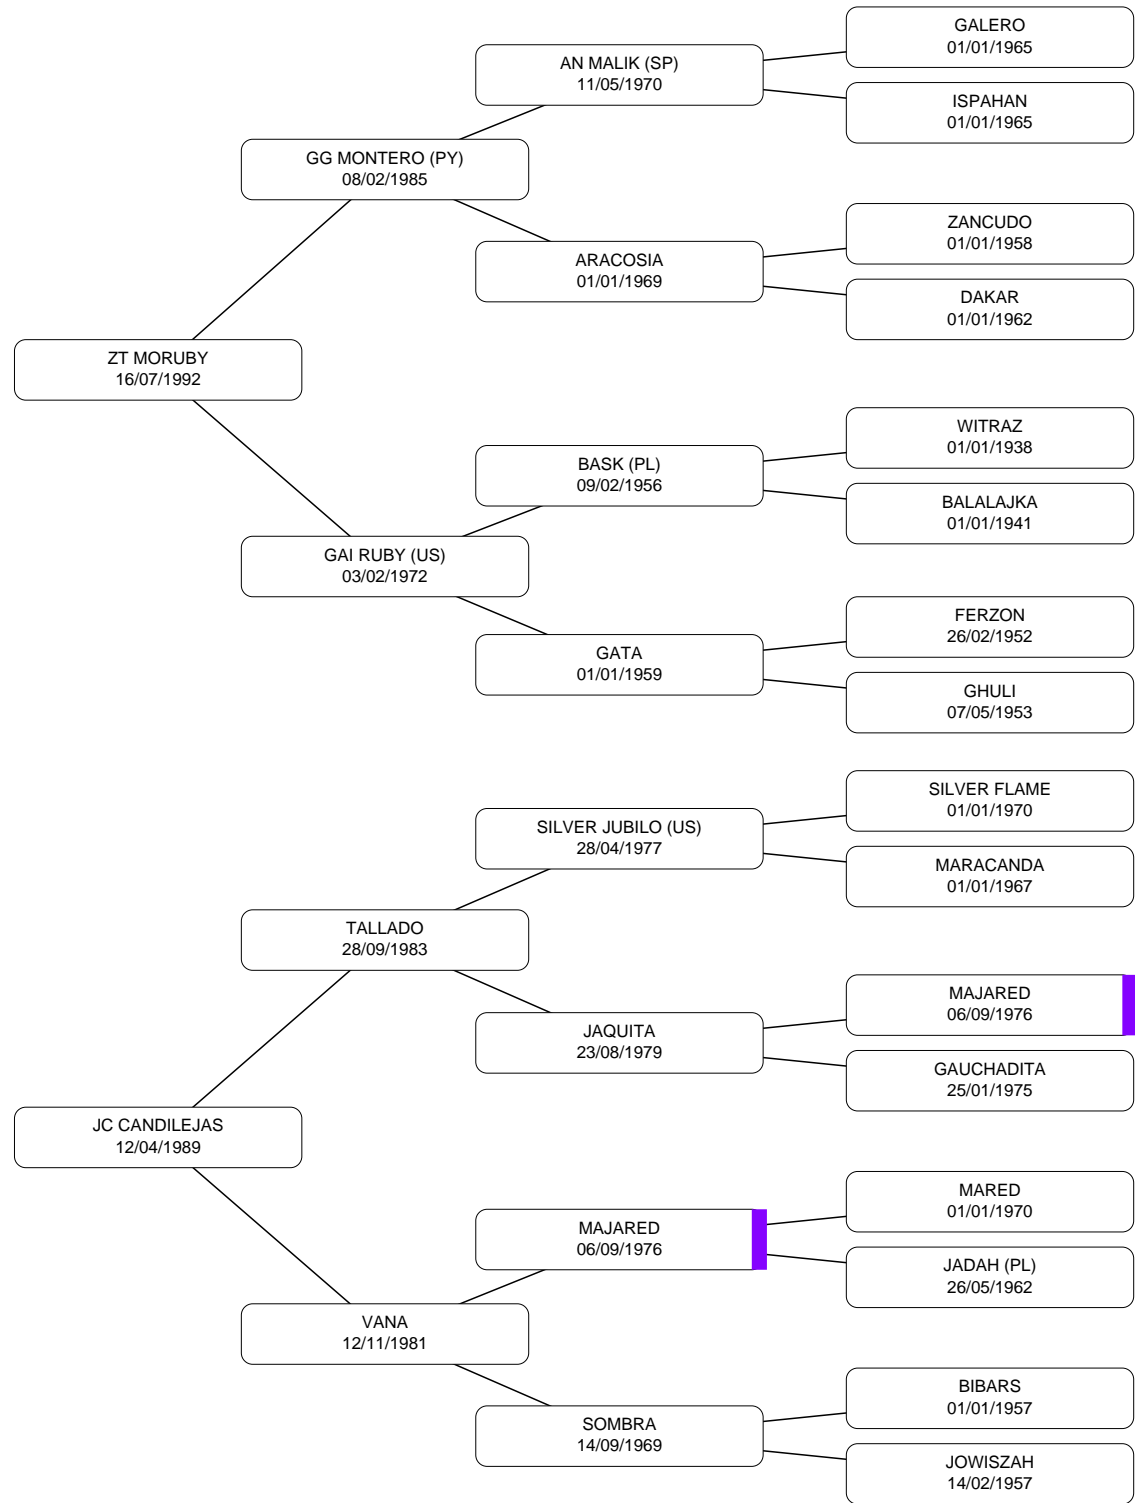 GALERO
01/01/1965
AN MALIK (SP)
11/05/1970
ISPAHAN
01/01/1965
GG MONTERO (PY)
08/02/1985
ZANCUDO
01/01/1958
ARACOSIA
01/01/1969
DAKAR
01/01/1962
ZT MORUBY
16/07/1992
WITRAZ
01/01/1938
BASK (PL)
09/02/1956
BALALAJKA
01/01/1941
GAI RUBY (US)
03/02/1972
FERZON
26/02/1952
GATA
01/01/1959
GHULI
07/05/1953
SILVER FLAME
01/01/1970
SILVER JUBILO (US)
28/04/1977
MARACANDA
01/01/1967
TALLADO
28/09/1983
MAJARED
06/09/1976
JAQUITA
23/08/1979
GAUCHADITA
25/01/1975
JC CANDILEJAS
12/04/1989
MARED
01/01/1970
MAJARED
06/09/1976
JADAH (PL)
26/05/1962
VANA
12/11/1981
BIBARS
01/01/1957
SOMBRA
14/09/1969
JOWISZAH
14/02/1957